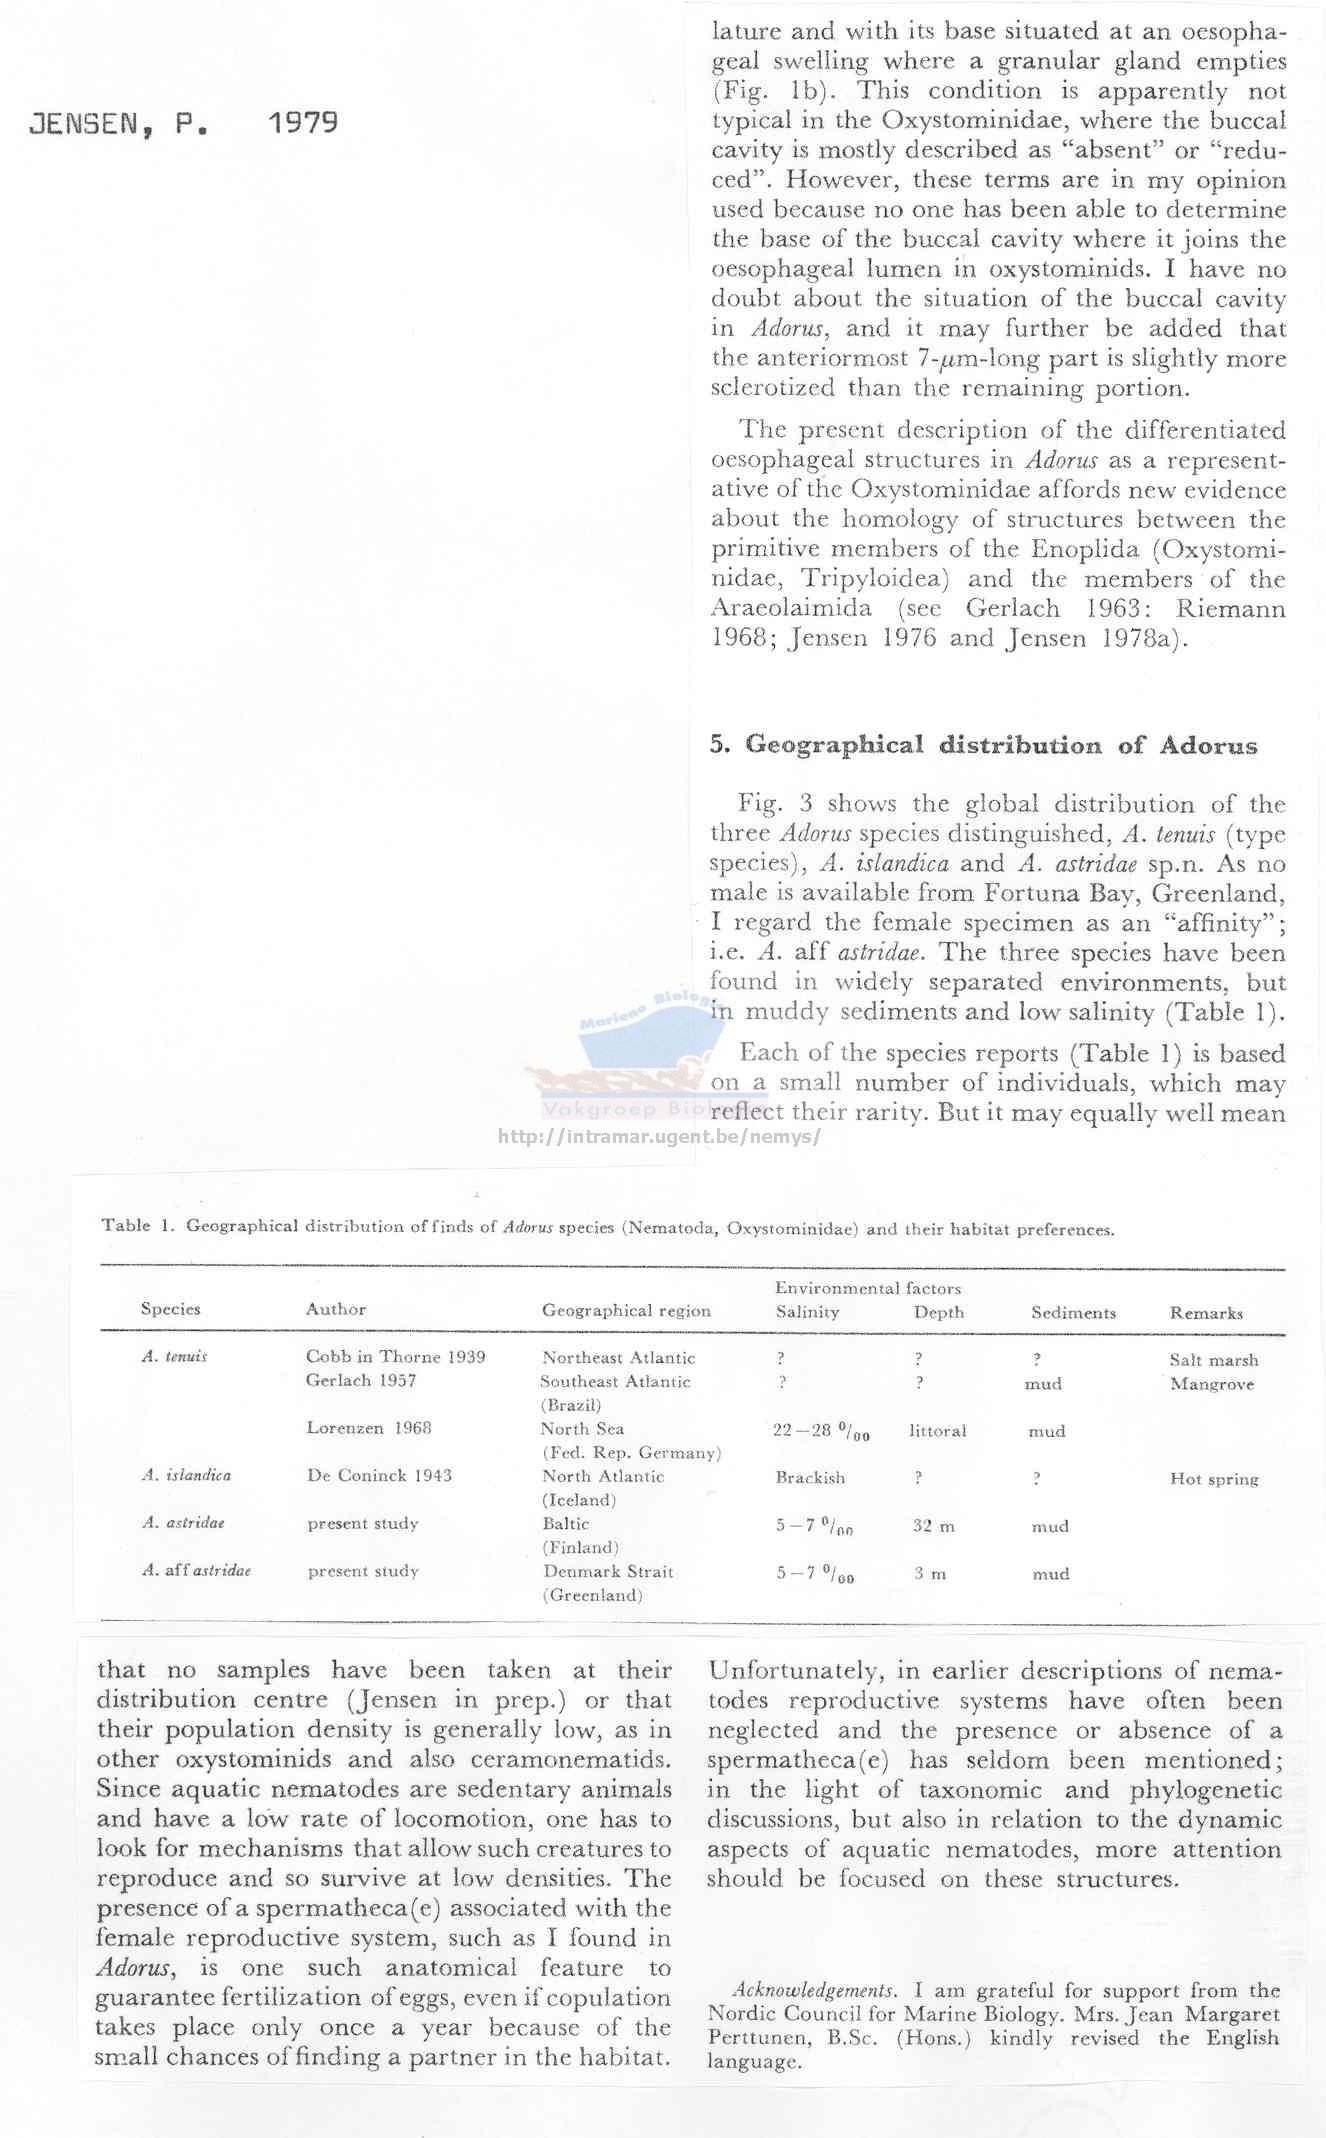 JENSEN, P. 1979
lature and with its base situated at an oesopha-
geal swelling where a granular gland empties
(Fig. 1b). This condition is apparently not
typical in the Oxystominidae, where the buccal
cavity is mostly described as “absent” or “redu-
ced”. However, these terms are in my opinion
used because no one has been able to determine
the base of the buccal cavity where it joins the
oesophageal lumen in oxystominids. I have no
doubt about the situation of the buccal cavity
in Adorus, and it may further be added that
the anteriormost 7-μm-long part is slightly more
sclerotized than the remaining portion.
The present description of the differentiated
oesophageal structures in Adorus as a represent-
ative of the Oxystominidae affords new evidence
about the homology of structures between the
primitive members of the Enoplida (Oxystomi-
nidae, Tripyloidea) and the members of the
Araeolaimida (see Gerlach 1963: Riemann
1968; Jensen 1976 and Jensen 1978a).
5. Geographical distribution of Adorus
Fig. 3 shows the global distribution of the
three Adorus species distinguished, A. tenuis (type
species), A. islandica and A. astridae sp.n. As no
male is available from Fortuna Bay, Greenland,
I regard the female specimen as an “affinity”;
i.e. A. aff astridae. The three species have been
found in widely separated environments, but
in muddy sediments and low salinity (Table 1).
Each of the species reports (Table 1) is based
on a small number of individuals, which may
reflect their rarity. But it may equally well mean
Mariene Biologie
Vakgroep Biologie
http://intramar.ugent.be/nemys/
Table 1. Geographical distribution of finds of Adorus species (Nematoda, Oxystominidae) and their habitat preferences.
Environmental factors
Species Author Geographical region Salinity Depth Sediments Remarks
A. tenuis Cobb in Thorne 1939 Northeast Atlantic ? ? ? Salt marsh
Gerlach 1957 Southeast Atlantic ? ? mud Mangrove
(Brazil)
Lorenzen 1968 North Sea 22–28 ⁰/₀₀ littoral mud
(Fed. Rep. Germany)
A. islandica De Coninck 1943 North Atlantic Brackish ? ? Hot spring
(Iceland)
A. astridae present study Baltic 5–7 ⁰/₀₀ 32 m mud
(Finland)
A. aff astridae present study Denmark Strait 5–7 ⁰/₀₀ 3 m mud
(Greenland)
that no samples have been taken at their
distribution centre (Jensen in prep.) or that
their population density is generally low, as in
other oxystominids and also ceramonematids.
Since aquatic nematodes are sedentary animals
and have a low rate of locomotion, one has to
look for mechanisms that allow such creatures to
reproduce and so survive at low densities. The
presence of a spermatheca(e) associated with the
female reproductive system, such as I found in
Adorus, is one such anatomical feature to
guarantee fertilization of eggs, even if copulation
takes place only once a year because of the
small chances of finding a partner in the habitat.
Unfortunately, in earlier descriptions of nema-
todes reproductive systems have often been
neglected and the presence or absence of a
spermatheca(e) has seldom been mentioned;
in the light of taxonomic and phylogenetic
discussions, but also in relation to the dynamic
aspects of aquatic nematodes, more attention
should be focused on these structures.
Acknowledgements. I am grateful for support from the
Nordic Council for Marine Biology. Mrs. Jean Margaret
Perttunen, B.Sc. (Hons.) kindly revised the English
language.